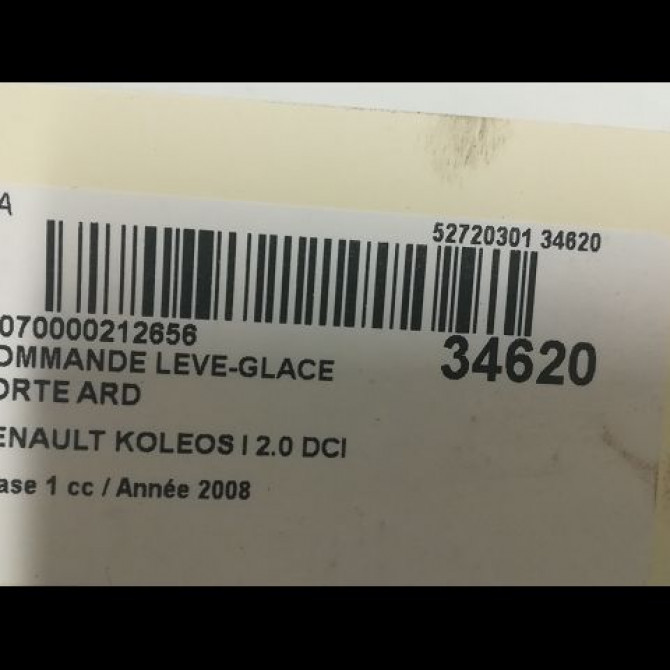 A
52720301 34620
070000212656
34620
OMMANDE LEVE-GLACE
ORTE ARD
ENAULT KOLEOS I 2.0 DCI
ase 1 cc / Année 2008